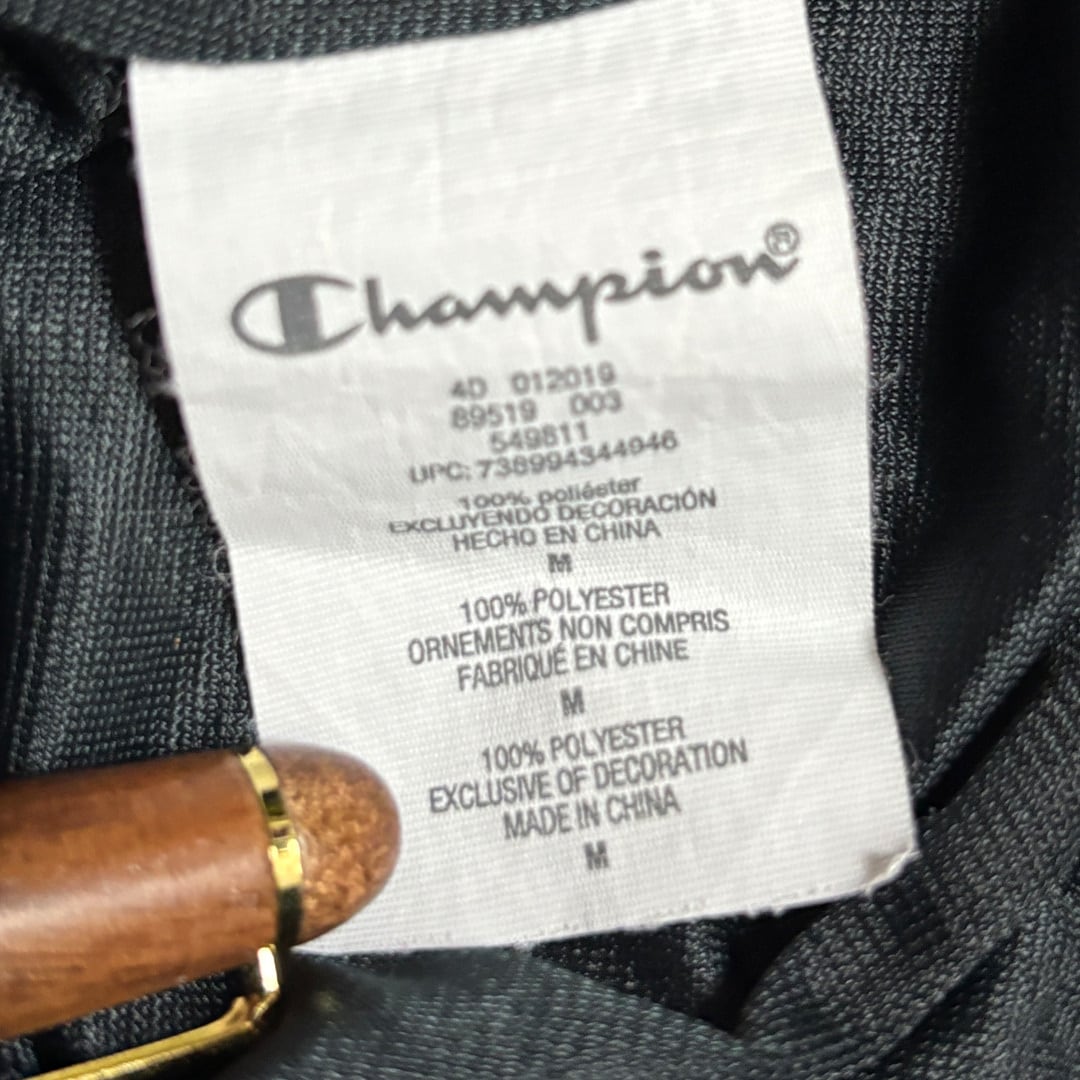 Champion®
4D 012019
89519 003
549811
UPC: 738994344946
100% poliéster
EXCLUYENDO DECORACIÓN
HECHO EN CHINA
M
100% POLYESTER
ORNEMENTS NON COMPRIS
FABRIQUÉ EN CHINE
M
100% POLYESTER
EXCLUSIVE OF DECORATION
MADE IN CHINA
M